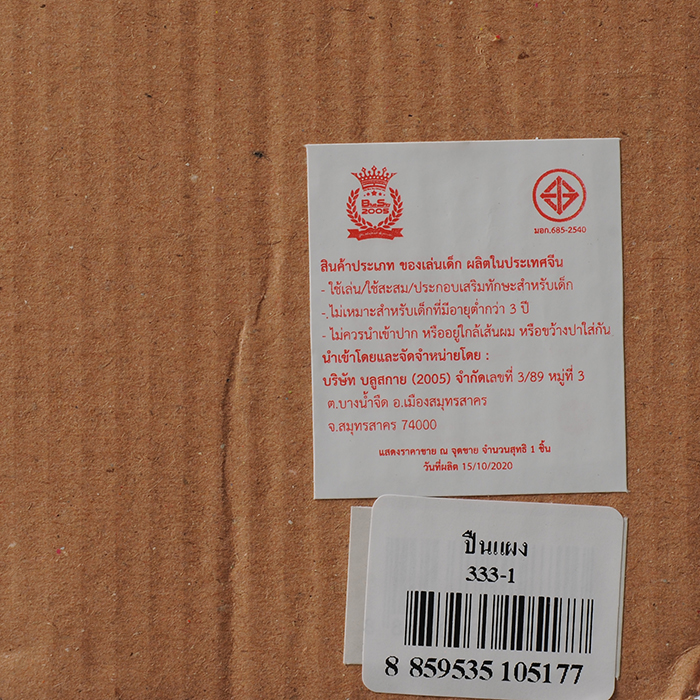 BlueSky
2005
มอก.685-2540
สินค้าประเภท ของเล่นเด็ก ผลิตในประเทศจีน
- ใช้เล่น/ใช้สะสม/ประกอบเสริมทักษะสำหรับเด็ก
-.ไม่เหมาะสำหรับเด็กที่มีอายุต่ำกว่า 3 ปี
- ไม่ควรนำเข้าปาก หรืออยู่ใกล้เส้นผม หรือขว้างปาใส่กัน
นำเข้าโดยและจัดจำหน่ายโดย :
บริษัท บลูสกาย (2005) จำกัดเลขที่ 3/89 หมู่ที่ 3
ต.บางน้ำจืด อ.เมืองสมุทรสาคร
จ.สมุทรสาคร 74000
แสดงราคาขาย ณ จุดขาย จำนวนสุทธิ 1 ชิ้น
วันที่ผลิต 15/10/2020
ปืนแผง
333-1
8 859535 105177